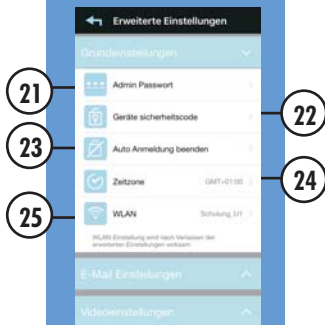 Erweiterte Einstellungen
Grundeinstellungen
21
Admin Passwort
Geräte sicherheitscode
22
23
Auto Anmeldung beenden
Zeitzone
GMT+01:00
24
25
WLAN
WLAN-Einstellung wird nach Verlassen der
erweiterten Einstellungen wirksam
E-Mail Einstellungen
Videoeinstellungen